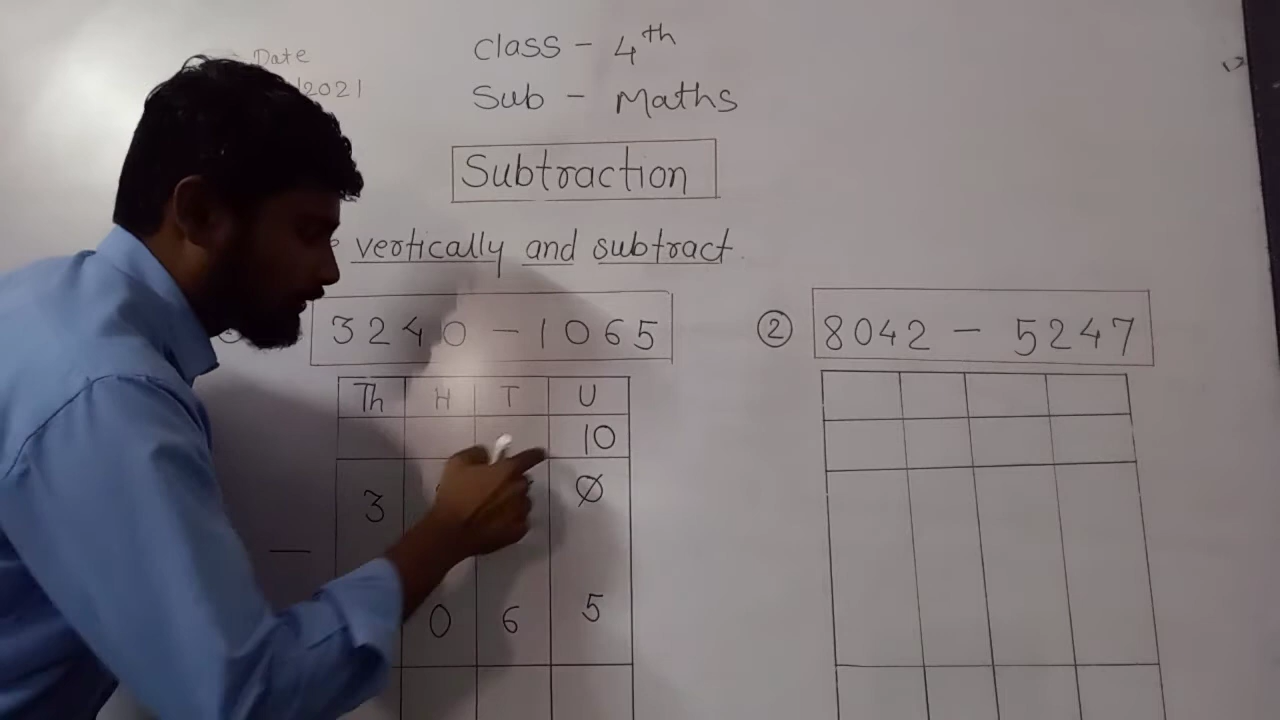 Date
2021
Class - 4th
Sub - Maths
Subtraction
vertically and subtract.
3240 - 1065
Th H T U
10
3 0
-
0 6 5
② 8042 - 5247